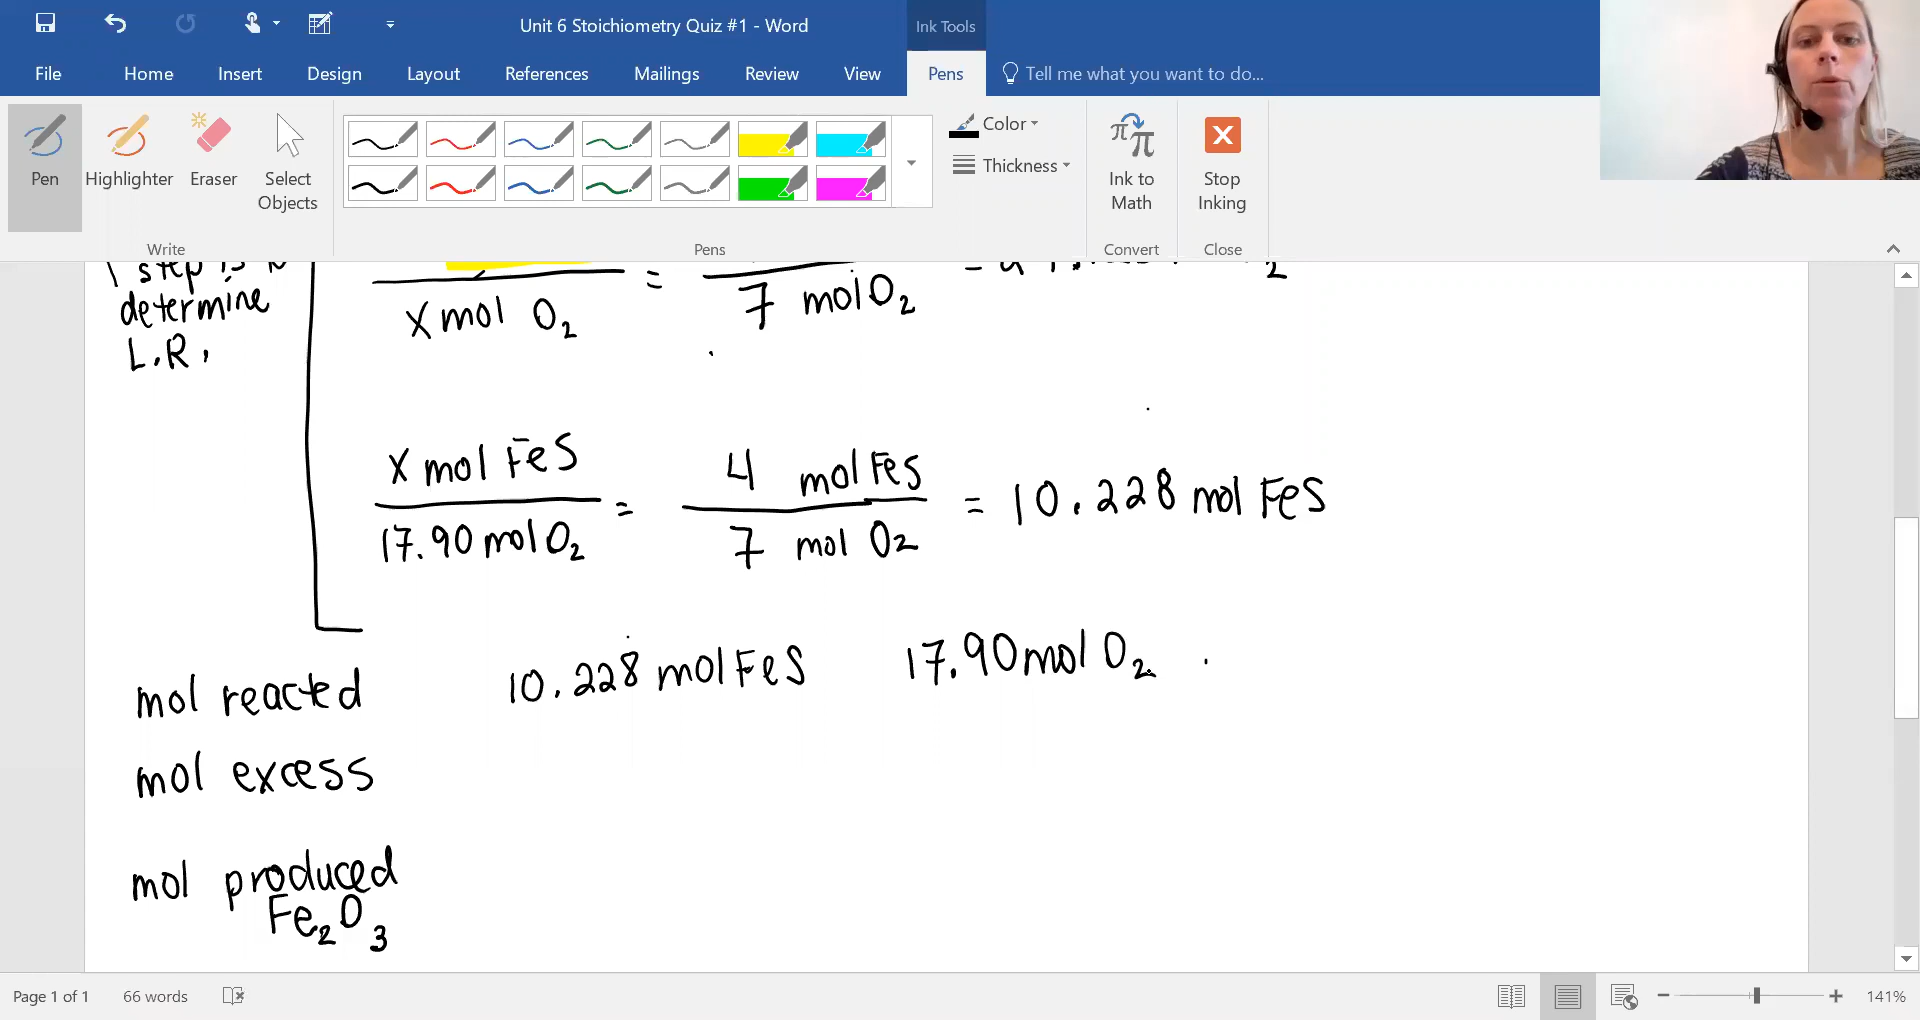 Unit 6 Stoichiometry Quiz #1 - Word
Ink Tools
File Home Insert Design Layout References Mailings Review View Pens Tell me what you want to do...
Pen
Highlighter
Eraser
Select
Objects
Color
Thickness
Ink to
Math
Stop
Inking
Write
Pens
Convert
Close
step is
determine
L.R.
x mol O₂ = 7 mol O₂
x mol FeS / 17.90 mol O₂ = 4 mol FeS / 7 mol O₂ = 10.228 mol FeS
mol reacted 10.228 mol FeS 17.90 mol O₂
mol excess
mol produced
Fe₂O₃
Page 1 of 1 66 words 141%